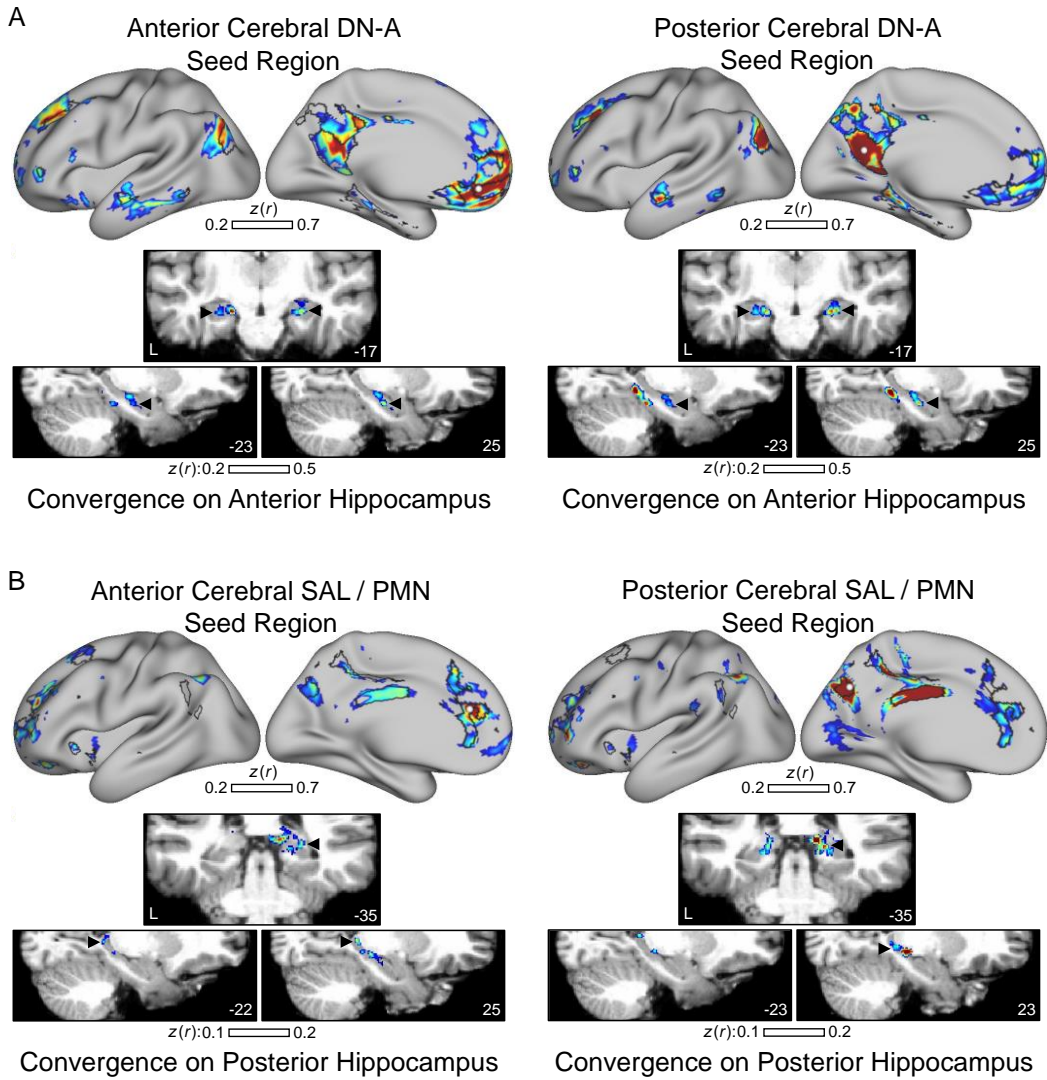 A
Anterior Cerebral DN-A
Seed Region
z(r)
0.2 0.7
L
-17
-23
25
z(r):0.2 0.5
Convergence on Anterior Hippocampus
Posterior Cerebral DN-A
Seed Region
z(r)
0.2 0.7
L
-17
-23
25
z(r):0.2 0.5
Convergence on Anterior Hippocampus
B
Anterior Cerebral SAL / PMN
Seed Region
z(r)
0.2 0.7
L
-35
-22
25
z(r):0.1 0.2
Convergence on Posterior Hippocampus
Posterior Cerebral SAL / PMN
Seed Region
z(r)
0.2 0.7
L
-35
-23
23
z(r):0.1 0.2
Convergence on Posterior Hippocampus